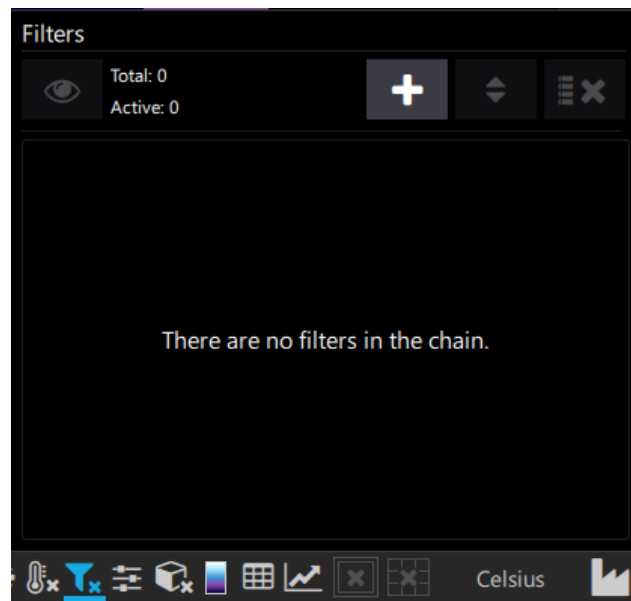 Filters
Total: 0
Active: 0
There are no filters in the chain.
Celsius